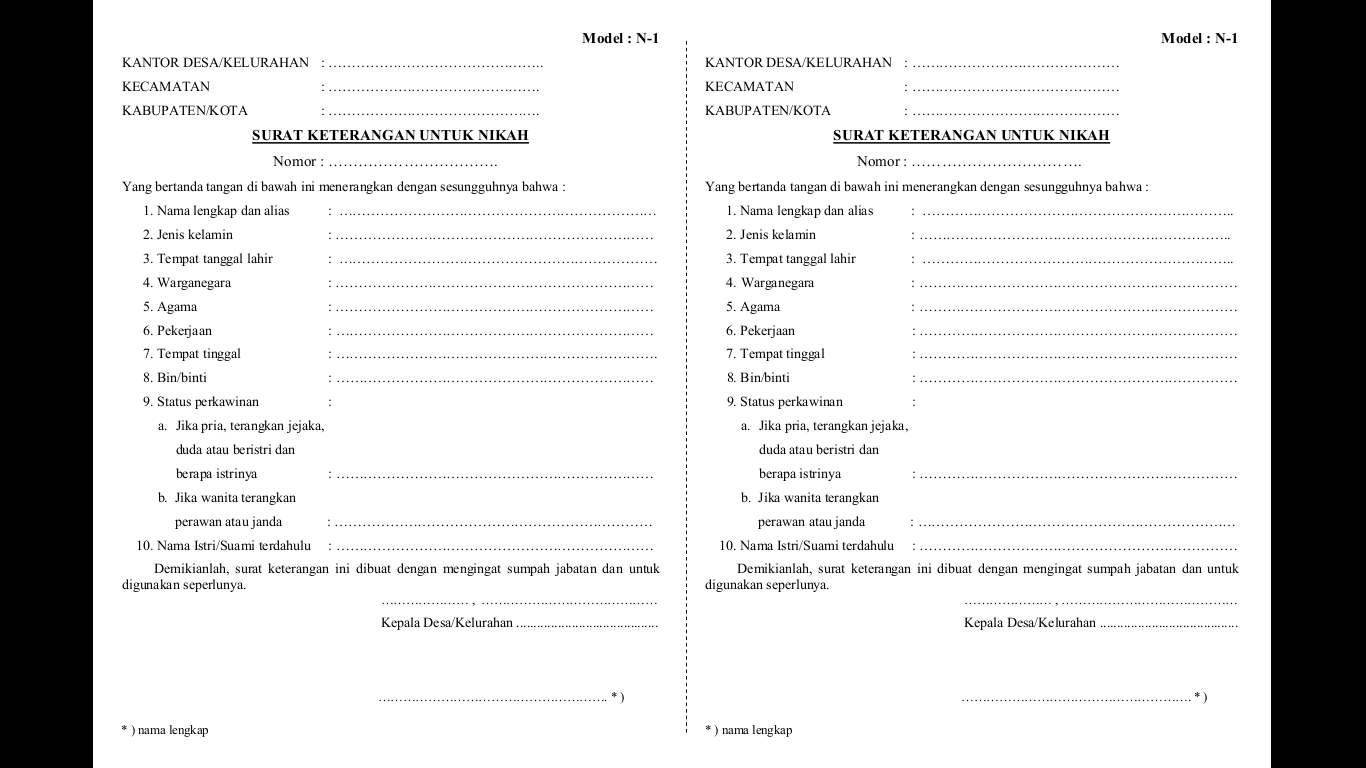 Model : N-1
KANTOR DESA/KELURAHAN : ……………………………………….
KECAMATAN : ……………………………………….
KABUPATEN/KOTA : ……………………………………….
SURAT KETERANGAN UNTUK NIKAH
Nomor : …………………………….
Yang bertanda tangan di bawah ini menerangkan dengan sesungguhnya bahwa :
1. Nama lengkap dan alias : ……………………………………………………………
2. Jenis kelamin : ……………………………………………………………
3. Tempat tanggal lahir : ……………………………………………………………
4. Warganegara : ……………………………………………………………
5. Agama : ……………………………………………………………
6. Pekerjaan : ……………………………………………………………
7. Tempat tinggal : …………………………………………………………….
8. Bin/binti : ……………………………………………………………
9. Status perkawinan :
a. Jika pria, terangkan jejaka,
duda atau beristri dan
berapa istrinya : ……………………………………………………………
b. Jika wanita terangkan
perawan atau janda : ……………………………………………………………
10. Nama Istri/Suami terdahulu : ……………………………………………………………
Demikianlah, surat keterangan ini dibuat dengan mengingat sumpah jabatan dan untuk
digunakan seperlunya.
………………… , ……………………………………
Kepala Desa/Kelurahan .........................................
………………………………………………. * )
* ) nama lengkap
Model : N-1
KANTOR DESA/KELURAHAN : ………………………………………
KECAMATAN : ………………………………………
KABUPATEN/KOTA : ………………………………………
SURAT KETERANGAN UNTUK NIKAH
Nomor : …………………………….
Yang bertanda tangan di bawah ini menerangkan dengan sesungguhnya bahwa :
1. Nama lengkap dan alias : …………………………………………………………..
2. Jenis kelamin : …………………………………………………………..
3. Tempat tanggal lahir : …………………………………………………………..
4. Warganegara : ……………………………………………………………
5. Agama : ……………………………………………………………
6. Pekerjaan : ……………………………………………………………
7. Tempat tinggal : ……………………………………………………………
8. Bin/binti : ……………………………………………………………
9. Status perkawinan :
a. Jika pria, terangkan jejaka,
duda atau beristri dan
berapa istrinya : ……………………………………………………………
b. Jika wanita terangkan
perawan atau janda : ……………………………………………………………
10. Nama Istri/Suami terdahulu : ……………………………………………………………
Demikianlah, surat keterangan ini dibuat dengan mengingat sumpah jabatan dan untuk
digunakan seperlunya.
………………… , ……………………………………
Kepala Desa/Kelurahan .........................................
………………………………………………. * )
* ) nama lengkap